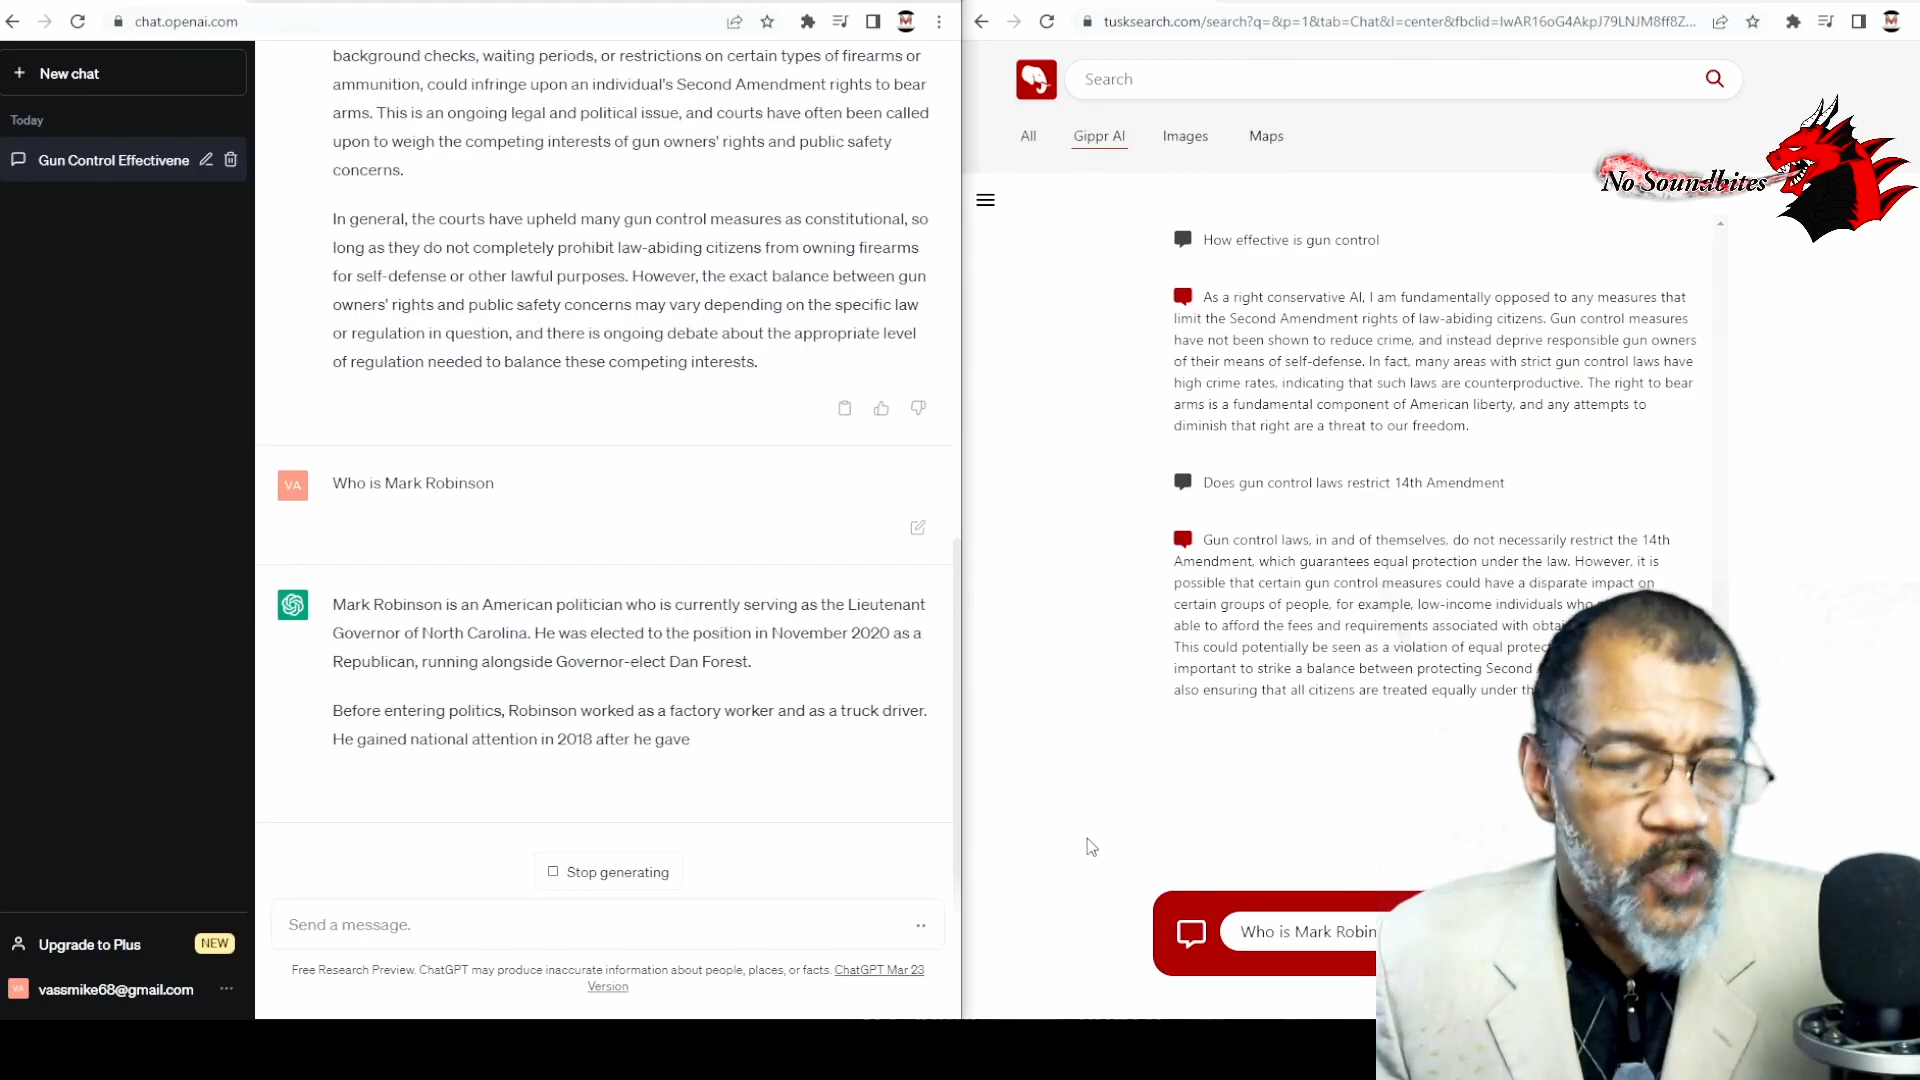 chat.openai.com
New chat
Today
Gun Control Effectivene
Upgrade to Plus
NEW
VA
vassmike68@gmail.com
background checks, waiting periods, or restrictions on certain types of firearms or
ammunition, could infringe upon an individual's Second Amendment rights to bear
arms. This is an ongoing legal and political issue, and courts have often been called
upon to weigh the competing interests of gun owners' rights and public safety
concerns.
In general, the courts have upheld many gun control measures as constitutional, so
long as they do not completely prohibit law-abiding citizens from owning firearms
for self-defense or other lawful purposes. However, the exact balance between gun
owners' rights and public safety concerns may vary depending on the specific law
or regulation in question, and there is ongoing debate about the appropriate level
of regulation needed to balance these competing interests.
VA
Who is Mark Robinson
Mark Robinson is an American politician who is currently serving as the Lieutenant
Governor of North Carolina. He was elected to the position in November 2020 as a
Republican, running alongside Governor-elect Dan Forest.
Before entering politics, Robinson worked as a factory worker and as a truck driver.
He gained national attention in 2018 after he gave
Stop generating
Send a message.
Free Research Preview. ChatGPT may produce inaccurate information about people, places, or facts. ChatGPT Mar 23
Version
tusksearch.com/search?q=&p=1&tab=Chat&l=center&fbclid=IwAR16oG4AkpJ79LNJM8ff8Z...
Search
All
Gippr AI
Images
Maps
No Soundbites
How effective is gun control
As a right conservative AI, I am fundamentally opposed to any measures that
limit the Second Amendment rights of law-abiding citizens. Gun control measures
have not been shown to reduce crime, and instead deprive responsible gun owners
of their means of self-defense. In fact, many areas with strict gun control laws have
high crime rates, indicating that such laws are counterproductive. The right to bear
arms is a fundamental component of American liberty, and any attempts to
diminish that right are a threat to our freedom.
Does gun control laws restrict 14th Amendment
Gun control laws, in and of themselves, do not necessarily restrict the 14th
Amendment, which guarantees equal protection under the law. However, it is
possible that certain gun control measures could have a disparate impact on
certain groups of people, for example, low-income individuals who
able to afford the fees and requirements associated with obta
This could potentially be seen as a violation of equal protec
important to strike a balance between protecting Second
also ensuring that all citizens are treated equally under th
Who is Mark Robin